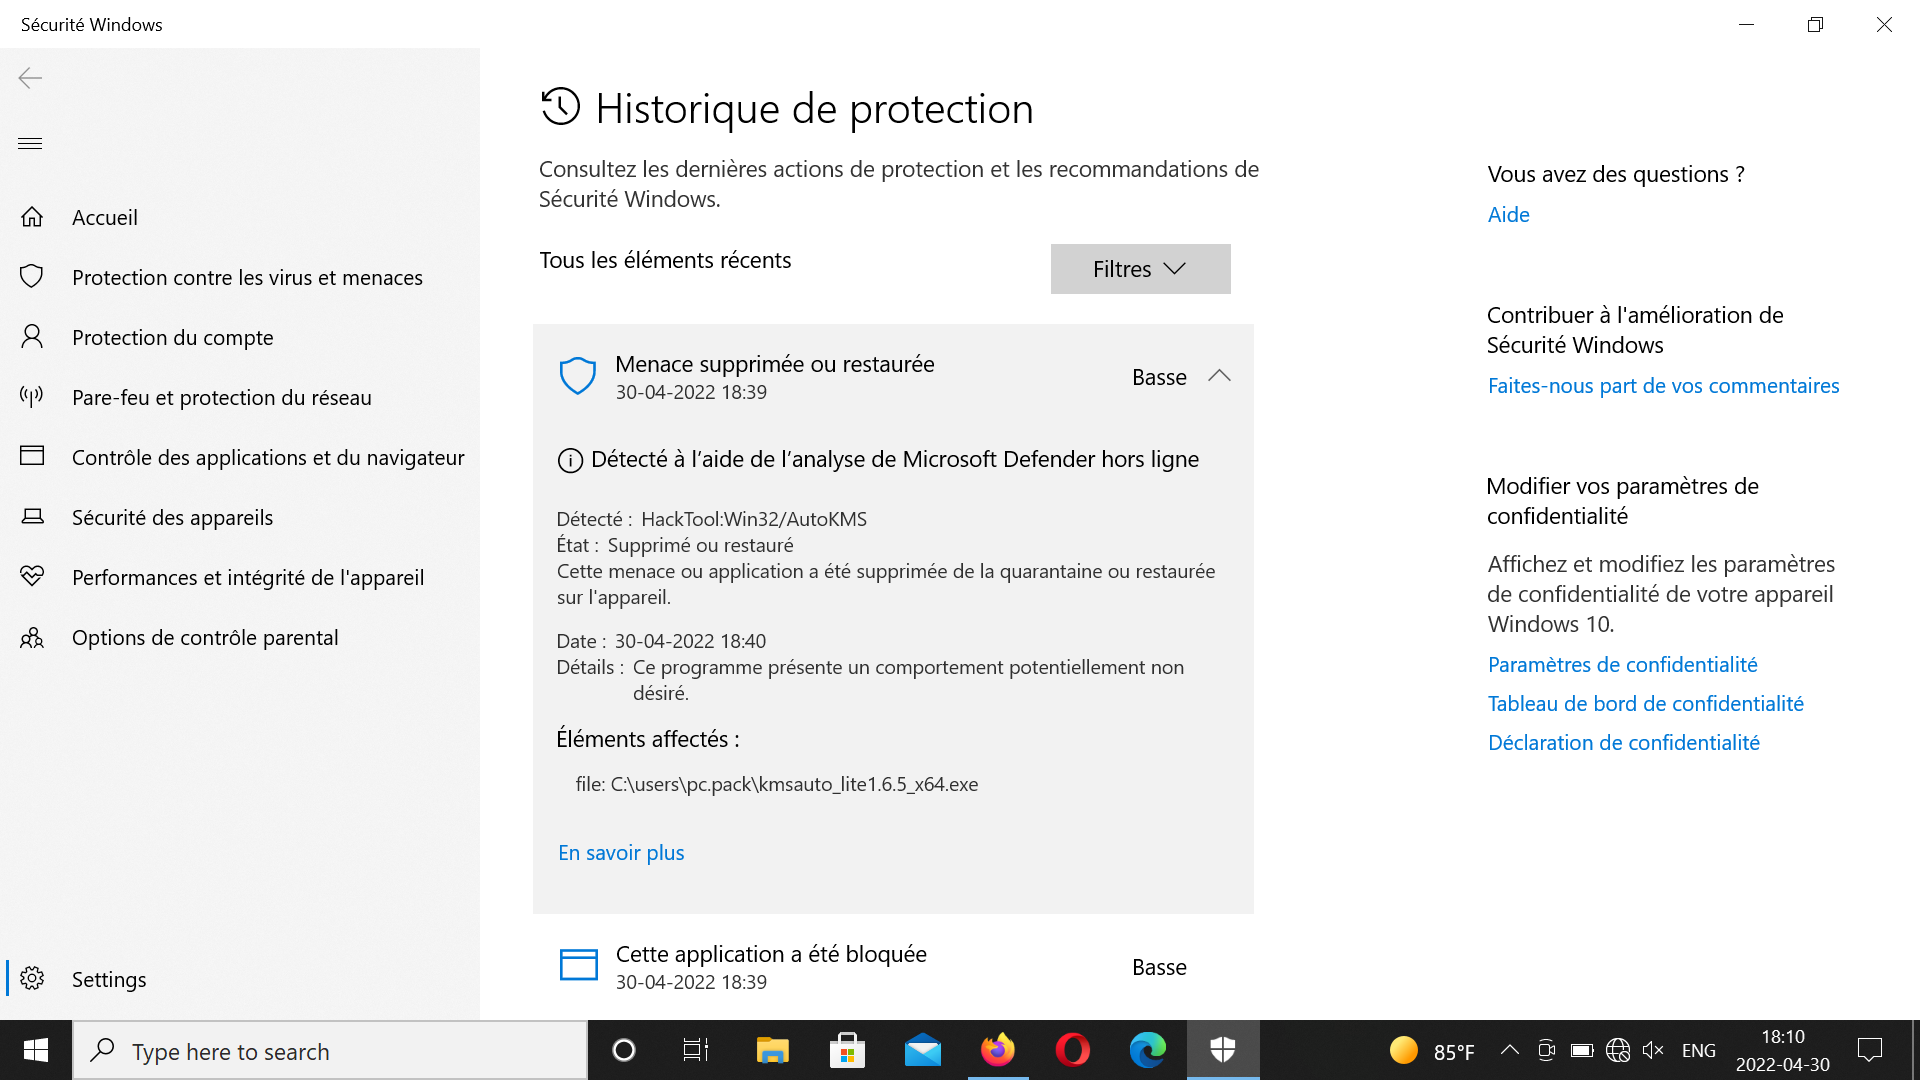 Sécurité Windows
Accueil
Protection contre les virus et menaces
Protection du compte
Pare-feu et protection du réseau
Contrôle des applications et du navigateur
Sécurité des appareils
Performances et intégrité de l'appareil
Options de contrôle parental
Settings
Historique de protection
Consultez les dernières actions de protection et les recommandations de
Sécurité Windows.
Tous les éléments récents
Filtres
Menace supprimée ou restaurée
30-04-2022 18:39
Basse
Détecté à l’aide de l’analyse de Microsoft Defender hors ligne
Détecté : HackTool:Win32/AutoKMS
État : Supprimé ou restauré
Cette menace ou application a été supprimée de la quarantaine ou restaurée
sur l'appareil.
Date : 30-04-2022 18:40
Détails : Ce programme présente un comportement potentiellement non
désiré.
Éléments affectés :
file: C:\users\pc.pack\kmsauto_lite1.6.5_x64.exe
En savoir plus
Cette application a été bloquée
30-04-2022 18:39
Basse
Vous avez des questions ?
Aide
Contribuer à l'amélioration de
Sécurité Windows
Faites-nous part de vos commentaires
Modifier vos paramètres de
confidentialité
Affichez et modifiez les paramètres
de confidentialité de votre appareil
Windows 10.
Paramètres de confidentialité
Tableau de bord de confidentialité
Déclaration de confidentialité
Type here to search
85°F
ENG
18:10
2022-04-30